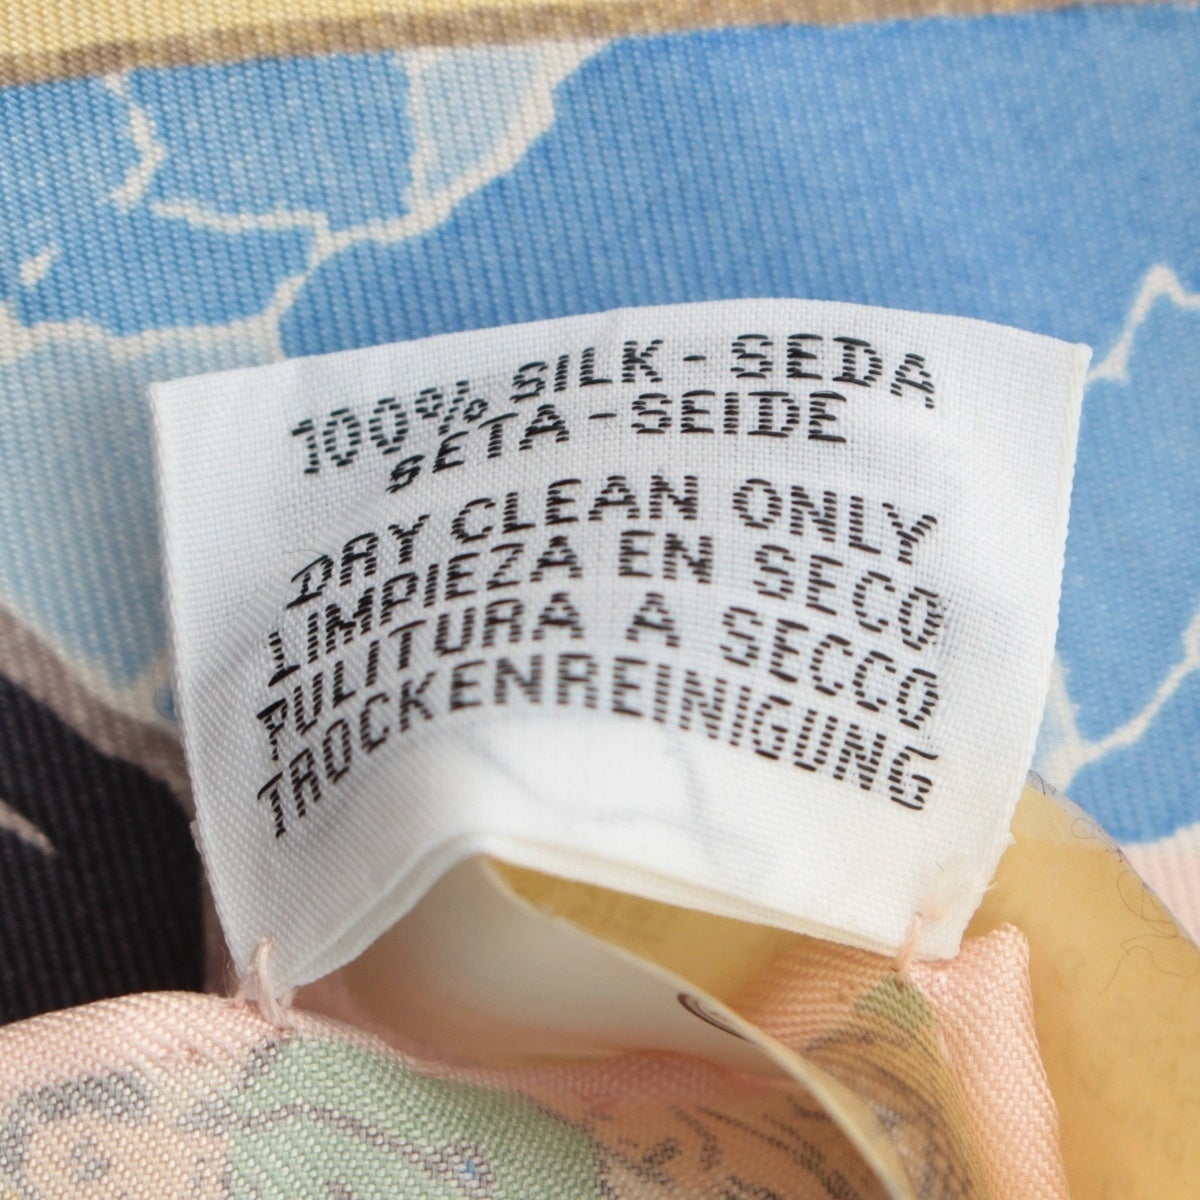 100% SILK - SEDA
SETA - SEIDE
DRY CLEAN ONLY
LIMPIEZA EN SECO
PULITURA A SECCO
TROCKENREINIGUNG